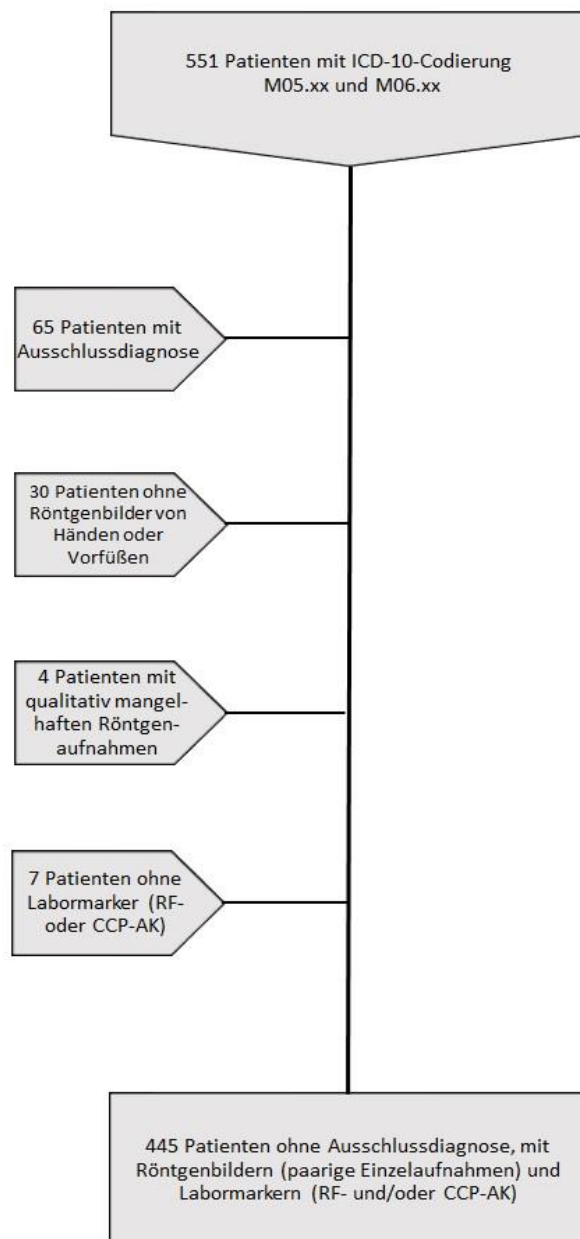 551 Patienten mit ICD-10-Codierung
M05.xx und M06.xx
65 Patienten mit
Ausschlussdiagnose
30 Patienten ohne
Röntgenbilder von
Händen oder
Vorfüßen
4 Patienten mit
qualitativ mangel-
haften Röntgen-
aufnahmen
7 Patienten ohne
Labormarker (RF-
oder CCP-AK)
445 Patienten ohne Ausschlussdiagnose, mit
Röntgenbildern (paarige Einzelaufnahmen) und
Labormarkern (RF- und/oder CCP-AK)